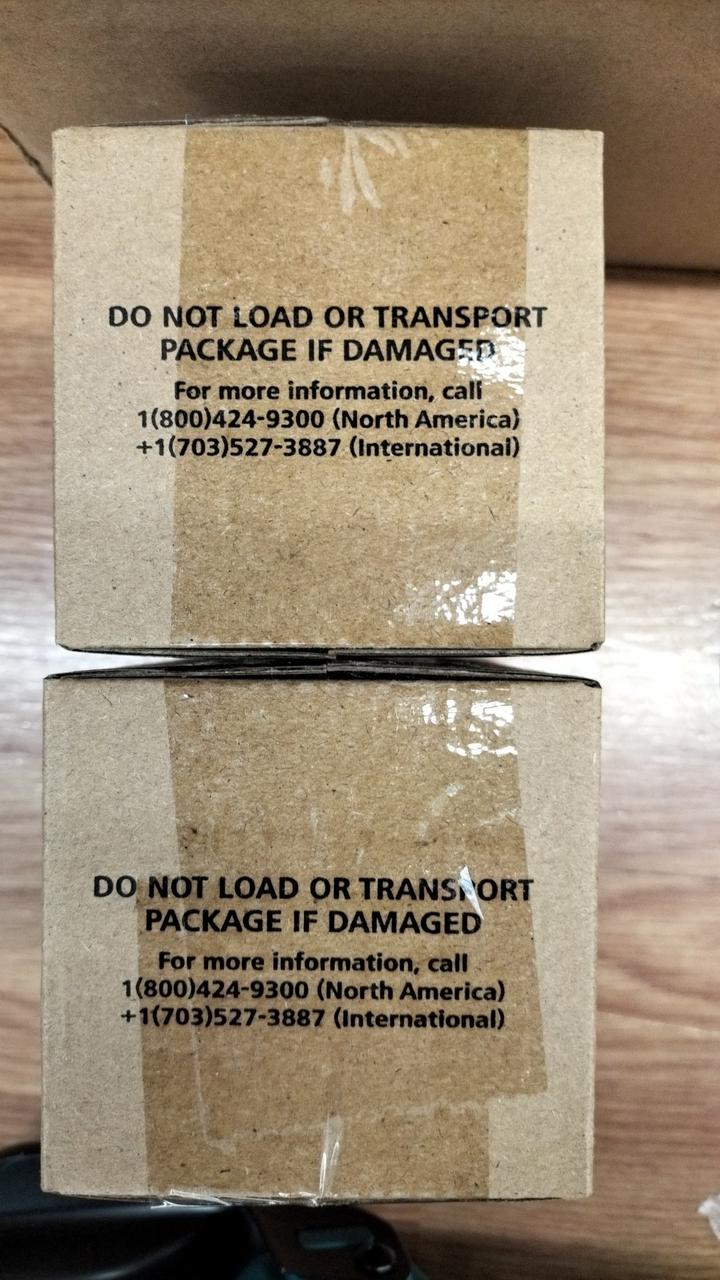 DO NOT LOAD OR TRANSPORT
PACKAGE IF DAMAGED
For more information, call
1(800)424-9300 (North America)
+1(703)527-3887 (International)
DO NOT LOAD OR TRANSPORT
PACKAGE IF DAMAGED
For more information, call
1(800)424-9300 (North America)
+1(703)527-3887 (International)